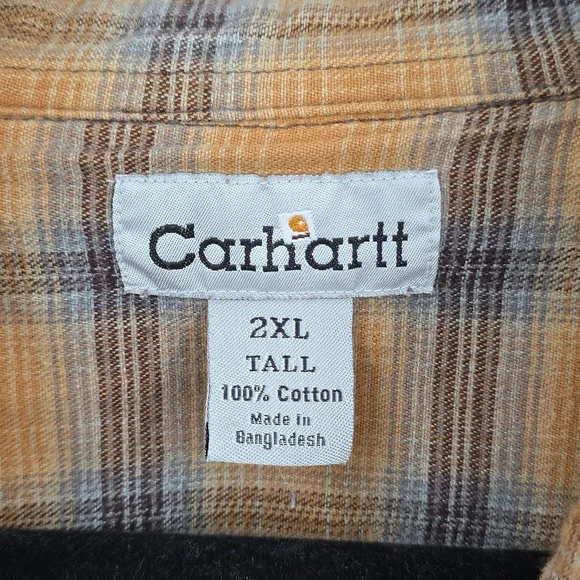 Carhartt
2XL
TALL
100% Cotton
Made in
Bangladesh